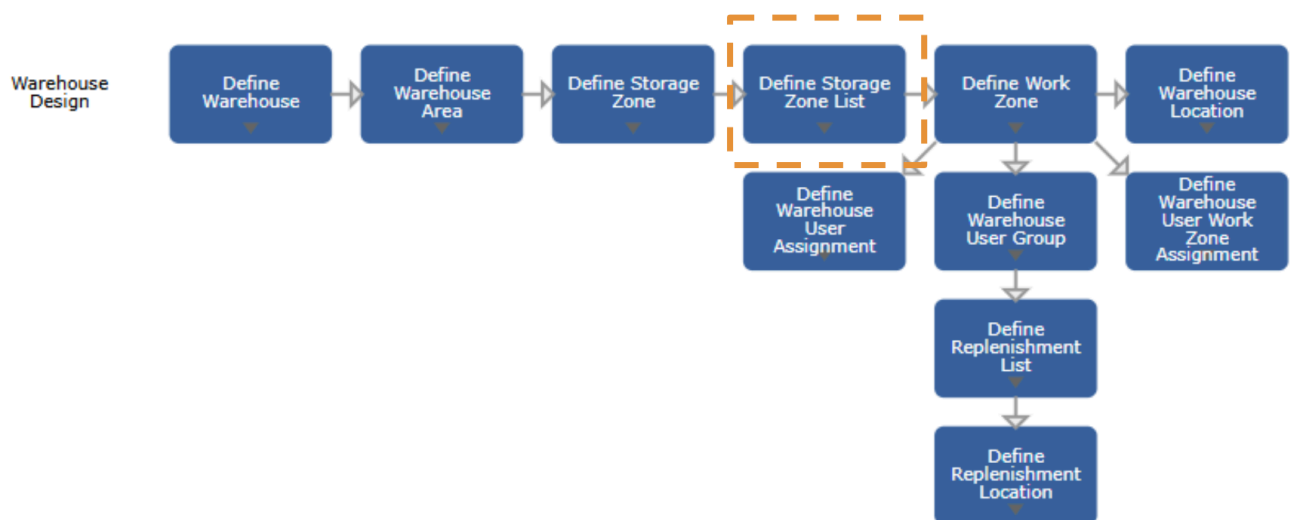 Warehouse
Design
Define
Warehouse
Define
Warehouse
Area
Define Storage
Zone
Define Storage
Zone List
Define Work
Zone
Define
Warehouse
Location
Define
Warehouse
User
Assignment
Define
Warehouse
User Group
Define
Warehouse
User Work
Zone
Assignment
Define
Replenishment
List
Define
Replenishment
Location